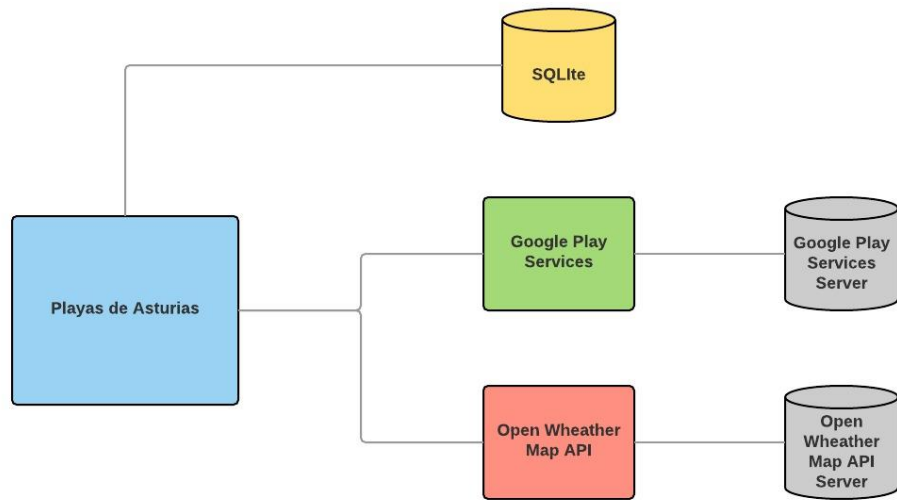 SQLIte
Google Play
Services
Google Play
Services
Server
Playas de Asturias
Open Wheather
Map API
Open
Wheather
Map API
Server